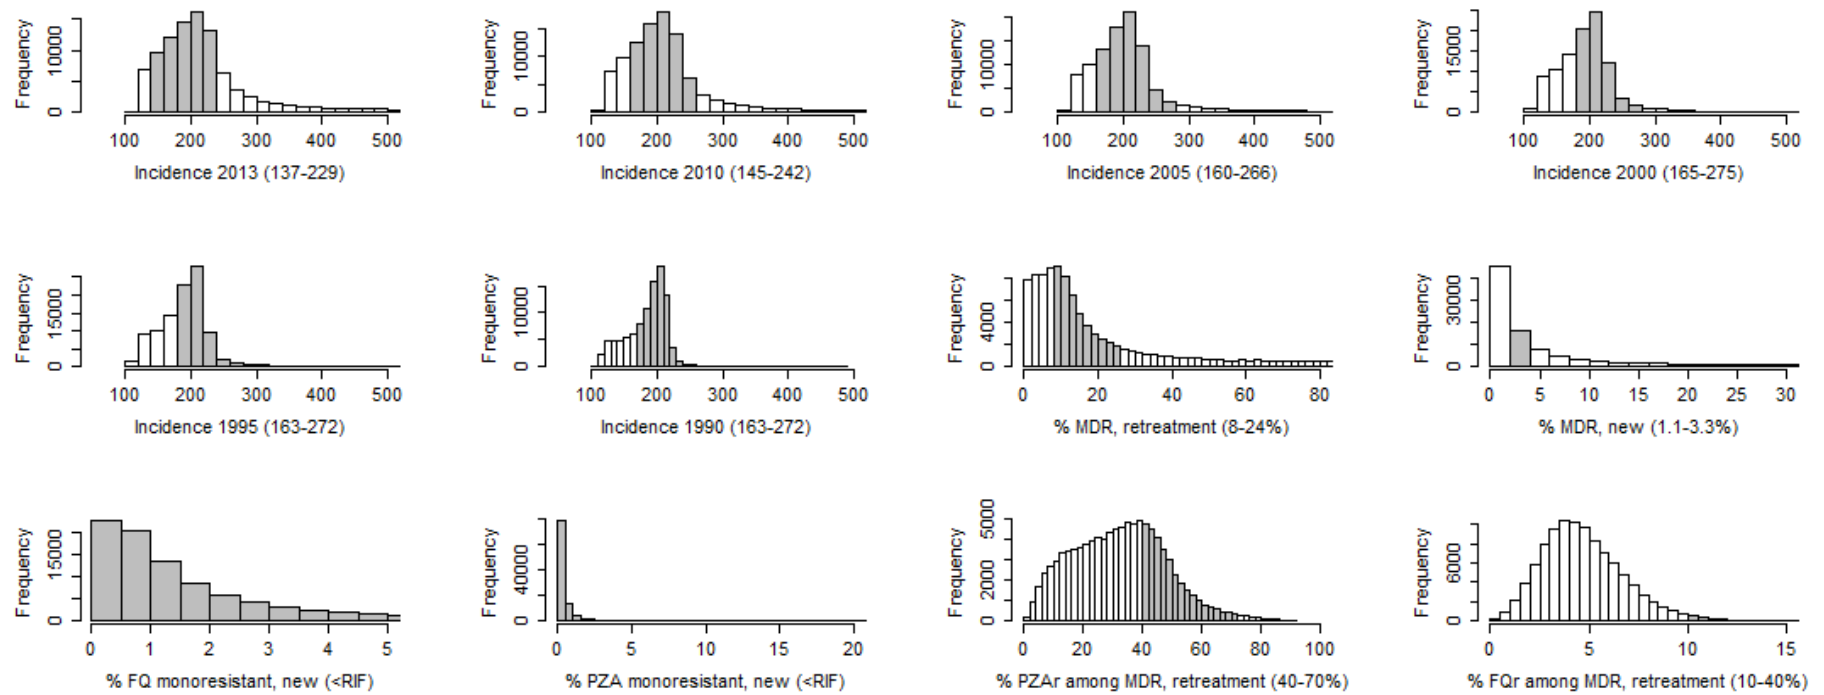 Frequency
0 10000
100 200 300 400 500
Incidence 2013 (137-229)
Frequency
0 10000
100 200 300 400 500
Incidence 2010 (145-242)
Frequency
0 10000
100 200 300 400 500
Incidence 2005 (160-266)
Frequency
0 15000
100 200 300 400 500
Incidence 2000 (165-275)
Frequency
0 15000
100 200 300 400 500
Incidence 1995 (163-272)
Frequency
0 10000
100 200 300 400 500
Incidence 1990 (163-272)
Frequency
0 4000
0 20 40 60 80
% MDR, retreatment (8-24%)
Frequency
0 30000
0 5 10 15 20 25 30
% MDR, new (1.1-3.3%)
Frequency
0 15000
0 1 2 3 4 5
% FQ monoresistant, new (<RIF)
Frequency
0 40000
0 5 10 15 20
% PZA monoresistant, new (<RIF)
Frequency
0 2000 5000
0 20 40 60 80 100
% PZAr among MDR, retreatment (40-70%)
Frequency
0 6000
0 5 10 15
% FQr among MDR, retreatment (10-40%)